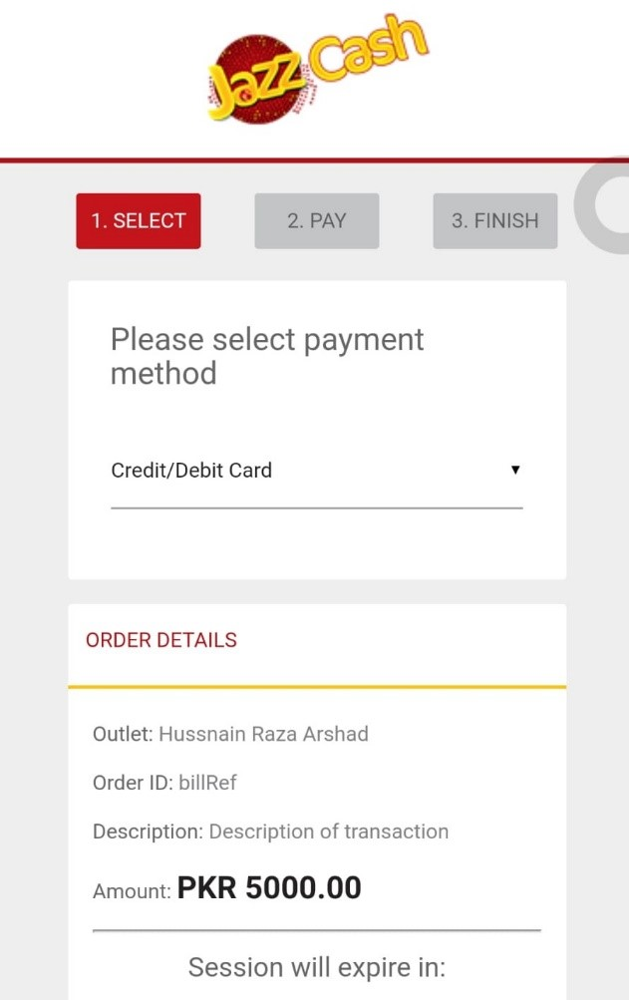 Jazz Cash
1. SELECT
2. PAY
3. FINISH
Please select payment
method
Credit/Debit Card
ORDER DETAILS
Outlet: Hussnain Raza Arshad
Order ID: billRef
Description: Description of transaction
Amount: PKR 5000.00
Session will expire in: